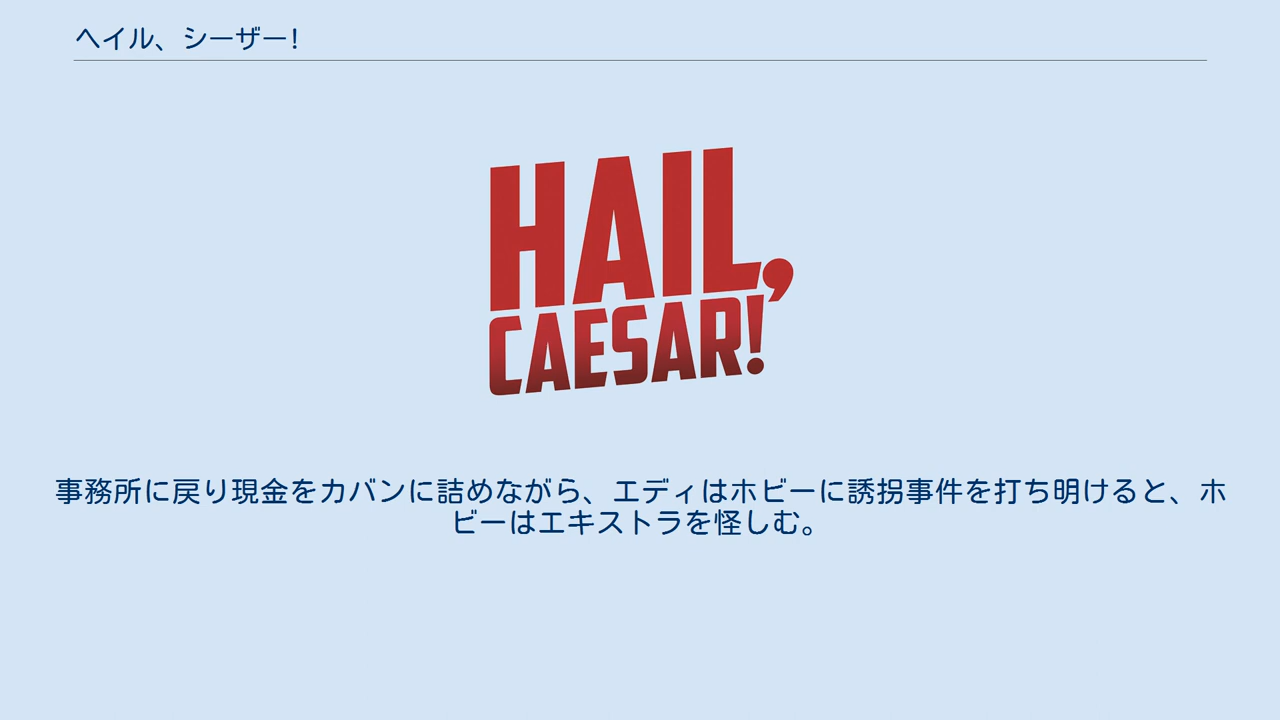 ヘイル、シーザー!
HAIL,
CAESAR!
事務所に戻り現金をカバンに詰めながら、エディはホビーに誘拐事件を打ち明けると、ホ
ビーはエキストラを怪しむ。